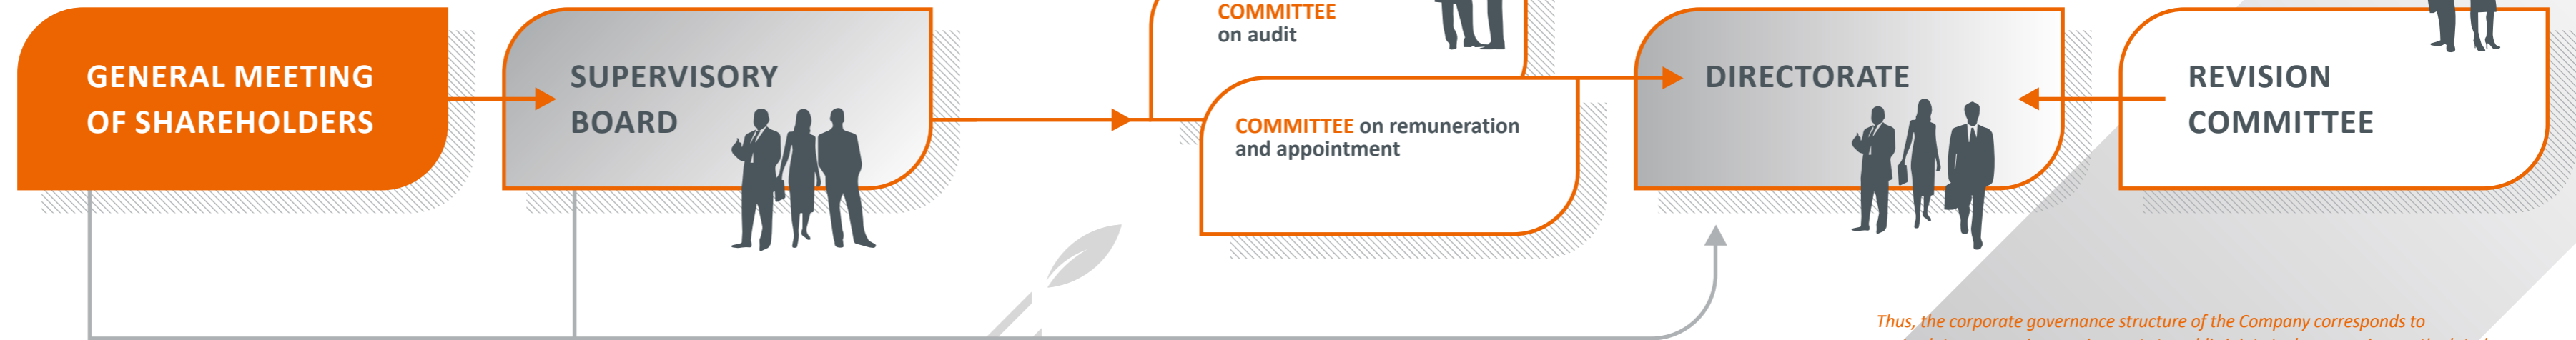 GENERAL MEETING
OF SHAREHOLDERS
SUPERVISORY
BOARD
COMMITTEE
on audit
COMMITTEE on remuneration
and appointment
DIRECTORATE
REVISION
COMMITTEE
Thus, the corporate governance structure of the Company corresponds to